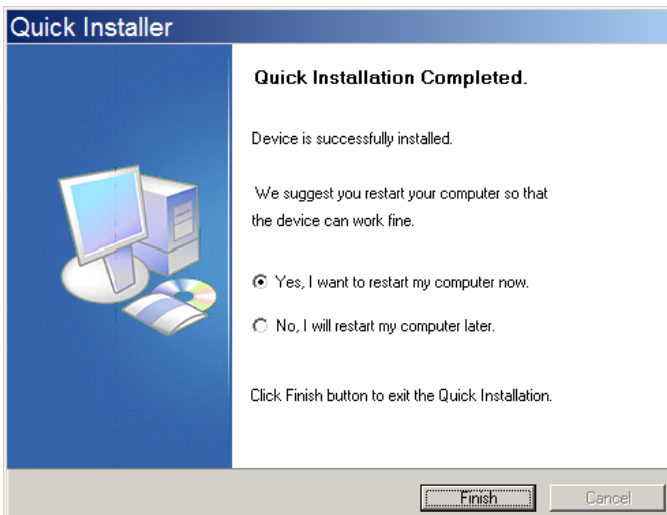 Quick Installer
Quick Installation Completed.
Device is successfully installed.
We suggest you restart your computer so that
the device can work fine.
Yes, I want to restart my computer now.
No, I will restart my computer later.
Click Finish button to exit the Quick Installation.
Finish
Cancel